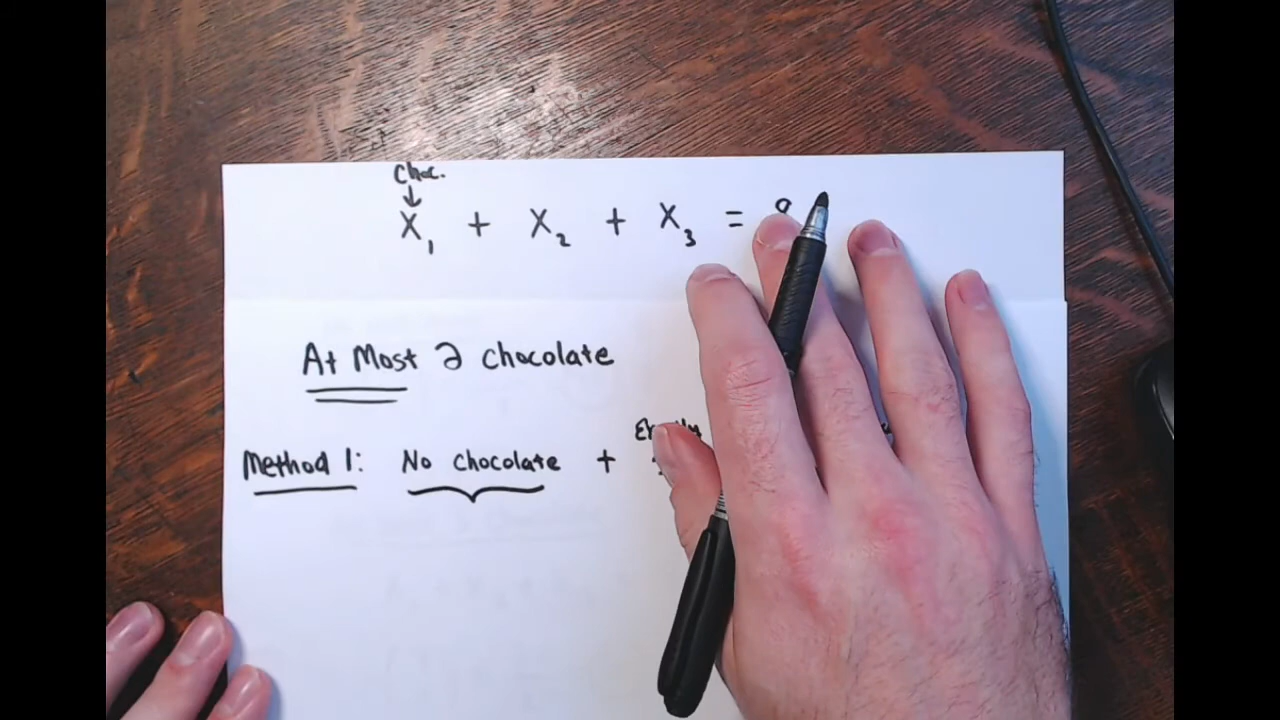 Choc.
↓
X₁ + X₂ + X₃ =
At Most 2 chocolate
Method 1: No chocolate +